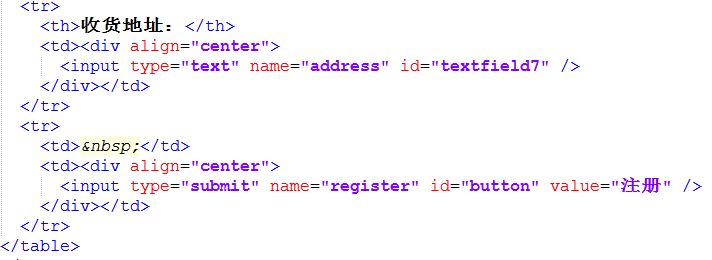 <tr>
<th>收货地址：</th>
<td><div align="center">
<input type="text" name="address" id="textfield7" />
</div></td>
</tr>
<tr>
<td>&nbsp;</td>
<td><div align="center">
<input type="submit" name="register" id="button" value="注册" />
</div></td>
</tr>
</table>